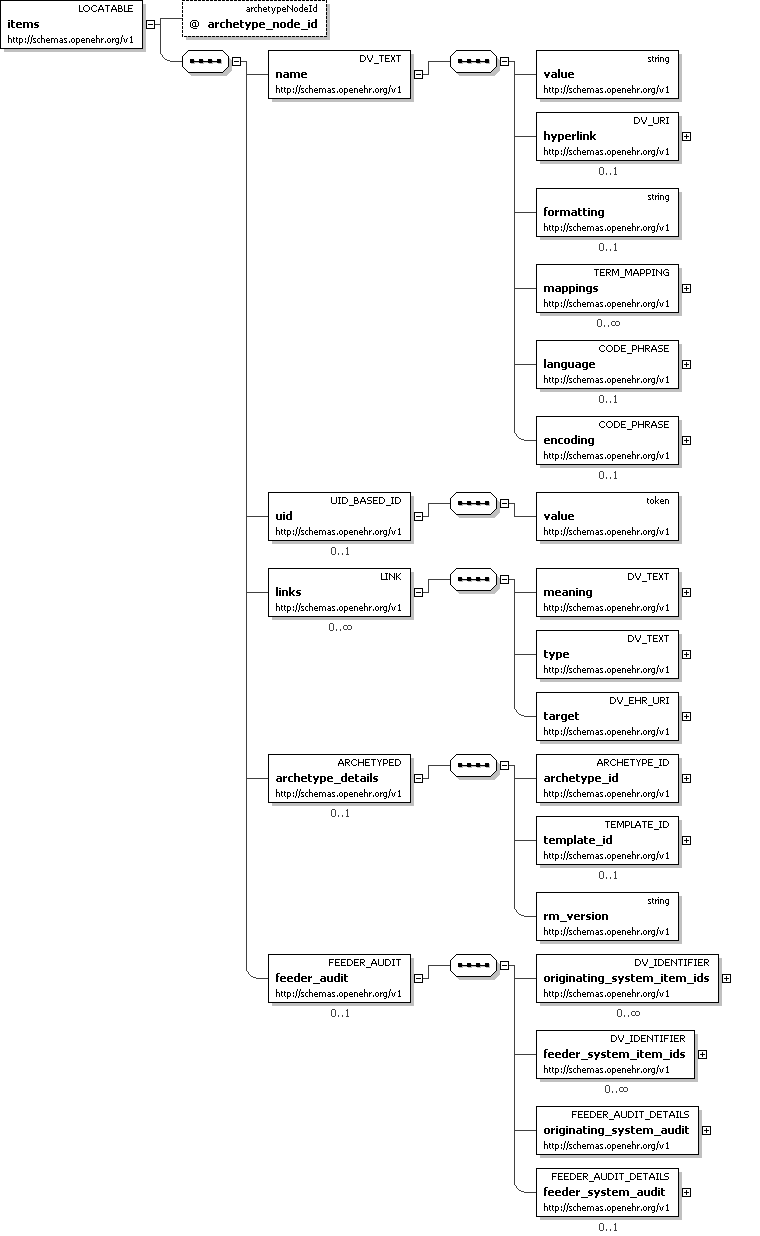 LOCATABLE
items
http://schemas.openehr.org/v1
archetypeNodeId
@ archetype_node_id
DV_TEXT
name
http://schemas.openehr.org/v1
string
value
http://schemas.openehr.org/v1
DV_URI
hyperlink
http://schemas.openehr.org/v1
0..1
string
formatting
http://schemas.openehr.org/v1
0..1
TERM_MAPPING
mappings
http://schemas.openehr.org/v1
0..∞
CODE_PHRASE
language
http://schemas.openehr.org/v1
0..1
CODE_PHRASE
encoding
http://schemas.openehr.org/v1
0..1
UID_BASED_ID
uid
http://schemas.openehr.org/v1
0..1
token
value
http://schemas.openehr.org/v1
LINK
links
http://schemas.openehr.org/v1
0..∞
DV_TEXT
meaning
http://schemas.openehr.org/v1
DV_TEXT
type
http://schemas.openehr.org/v1
DV_EHR_URI
target
http://schemas.openehr.org/v1
ARCHETYPED
archetype_details
http://schemas.openehr.org/v1
0..1
ARCHETYPE_ID
archetype_id
http://schemas.openehr.org/v1
TEMPLATE_ID
template_id
http://schemas.openehr.org/v1
0..1
string
rm_version
http://schemas.openehr.org/v1
FEEDER_AUDIT
feeder_audit
http://schemas.openehr.org/v1
0..1
DV_IDENTIFIER
originating_system_item_ids
http://schemas.openehr.org/v1
0..∞
DV_IDENTIFIER
feeder_system_item_ids
http://schemas.openehr.org/v1
0..∞
FEEDER_AUDIT_DETAILS
originating_system_audit
http://schemas.openehr.org/v1
FEEDER_AUDIT_DETAILS
feeder_system_audit
http://schemas.openehr.org/v1
0..1